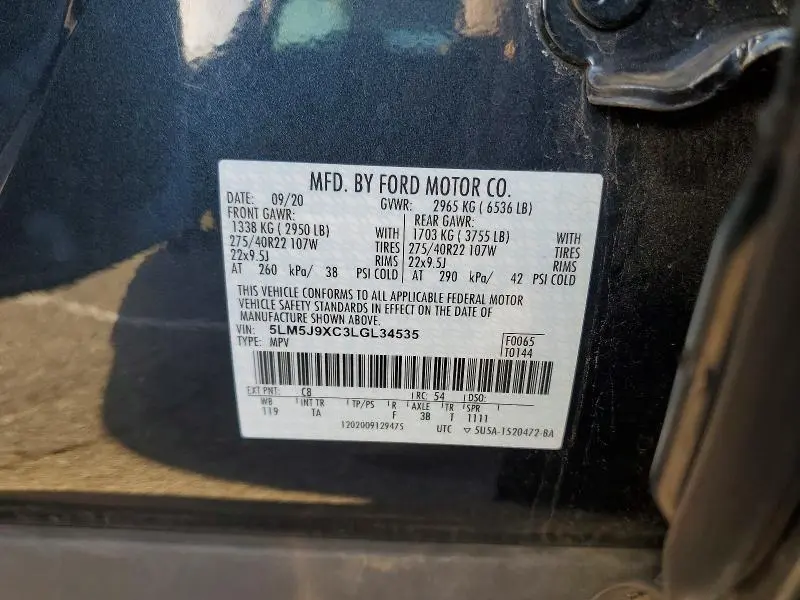 MFD. BY FORD MOTOR CO.
DATE: 09/20 GVWR: 2965 KG ( 6536 LB)
FRONT GAWR: REAR GAWR:
1338 KG ( 2950 LB) WITH 1703 KG ( 3755 LB) WITH
275/40R22 107W TIRES 275/40R22 107W TIRES
22x9.5J RIMS 22x9.5J RIMS
AT 260 kPa/ 38 PSI COLD AT 290 kPa/ 42 PSI COLD
THIS VEHICLE CONFORMS TO ALL APPLICABLE FEDERAL MOTOR
VEHICLE SAFETY STANDARDS IN EFFECT ON THE DATE OF
MANUFACTURE SHOWN ABOVE.
VIN: 5LM5J9XC3LGL34535 F0065
TYPE: MPV T0144
EXT PNT: C8 RC: 54 DSO:
WB INT TR TP/PS R AXLE TR SPR
119 TA F 3B T 1111
1202009129475 UTC ▽ 5U5A-1520472-BA